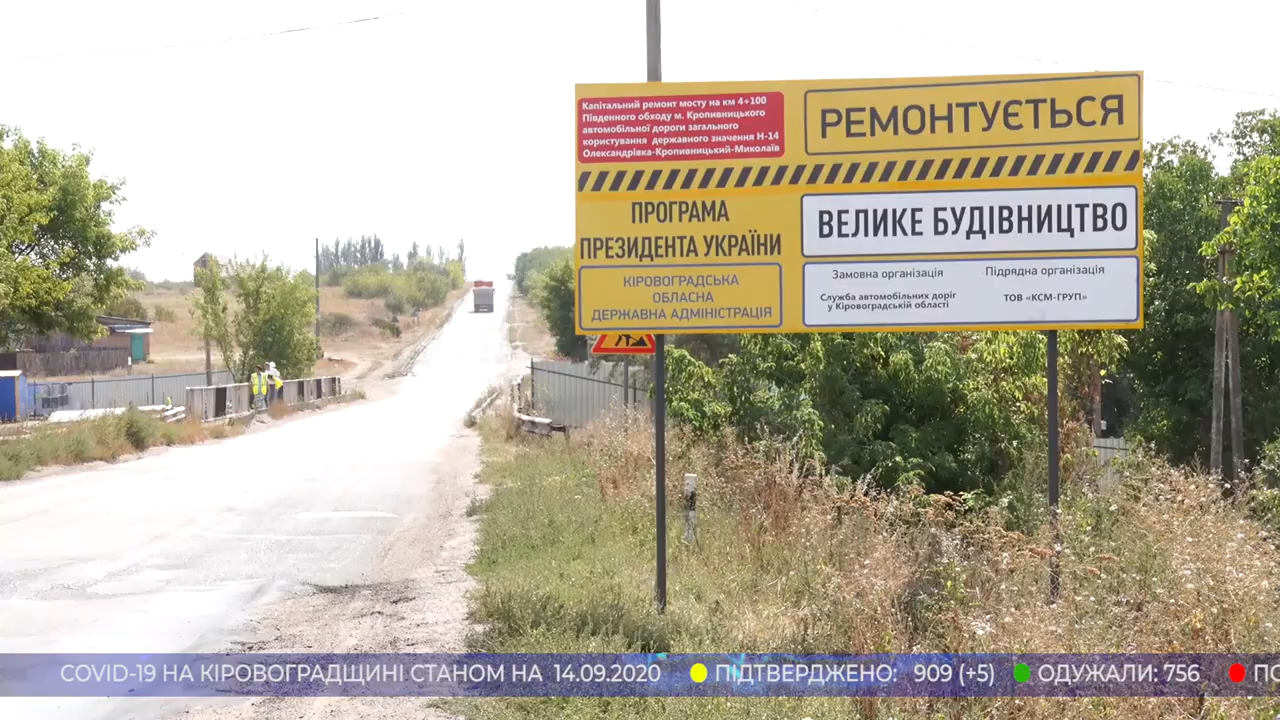 Капітальний ремонт мосту на км 4+100
Південного обходу м. Кропивницького
автомобільної дороги загального
користування державного значення Н-14
Олександрівка-Кропивницький-Миколаїв
РЕМОНТУЄТЬСЯ
ПРОГРАМА
ПРЕЗИДЕНТА УКРАЇНИ
ВЕЛИКЕ БУДІВНИЦТВО
КІРОВОГРАДСЬКА
ОБЛАСНА
ДЕРЖАВНА АДМІНІСТРАЦІЯ
Замовна організація
Служба автомобільних доріг
у Кіровоградській області
Підрядна організація
ТОВ «КСМ-ГРУП»
COVID-19 НА КІРОВОГРАДЩИНІ СТАНОМ НА 14.09.2020 ПІДТВЕРДЖЕНО: 909 (+5) ОДУЖАЛИ: 756